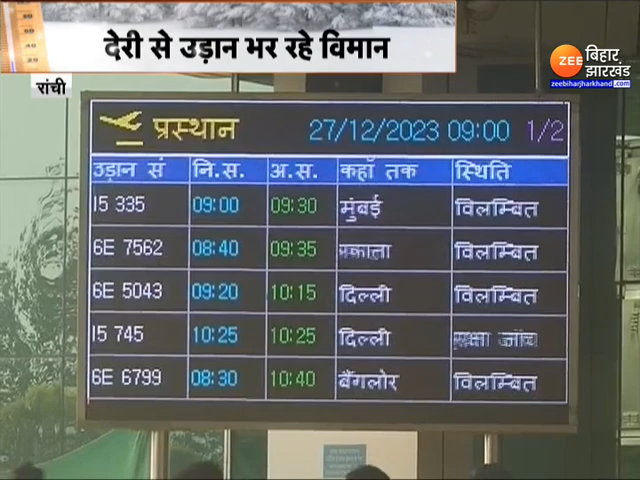 देरी से उड़ान भर रहे विमान
ZEE बिहार झारखंड
zeebiharjharkhand.com
रांची
प्रस्थान 27/12/2023 09:00 1/2
उड़ान सं नि.स. अ.स. कहाँ तक स्थिति
I5 335 09:00 09:30 मुंबई विलम्बित
6E 7562 08:40 09:35 विलम्बित
6E 5043 09:20 10:15 दिल्ली विलम्बित
I5 745 10:25 10:25 दिल्ली
6E 6799 08:30 10:40 बैंगलोर विलम्बित